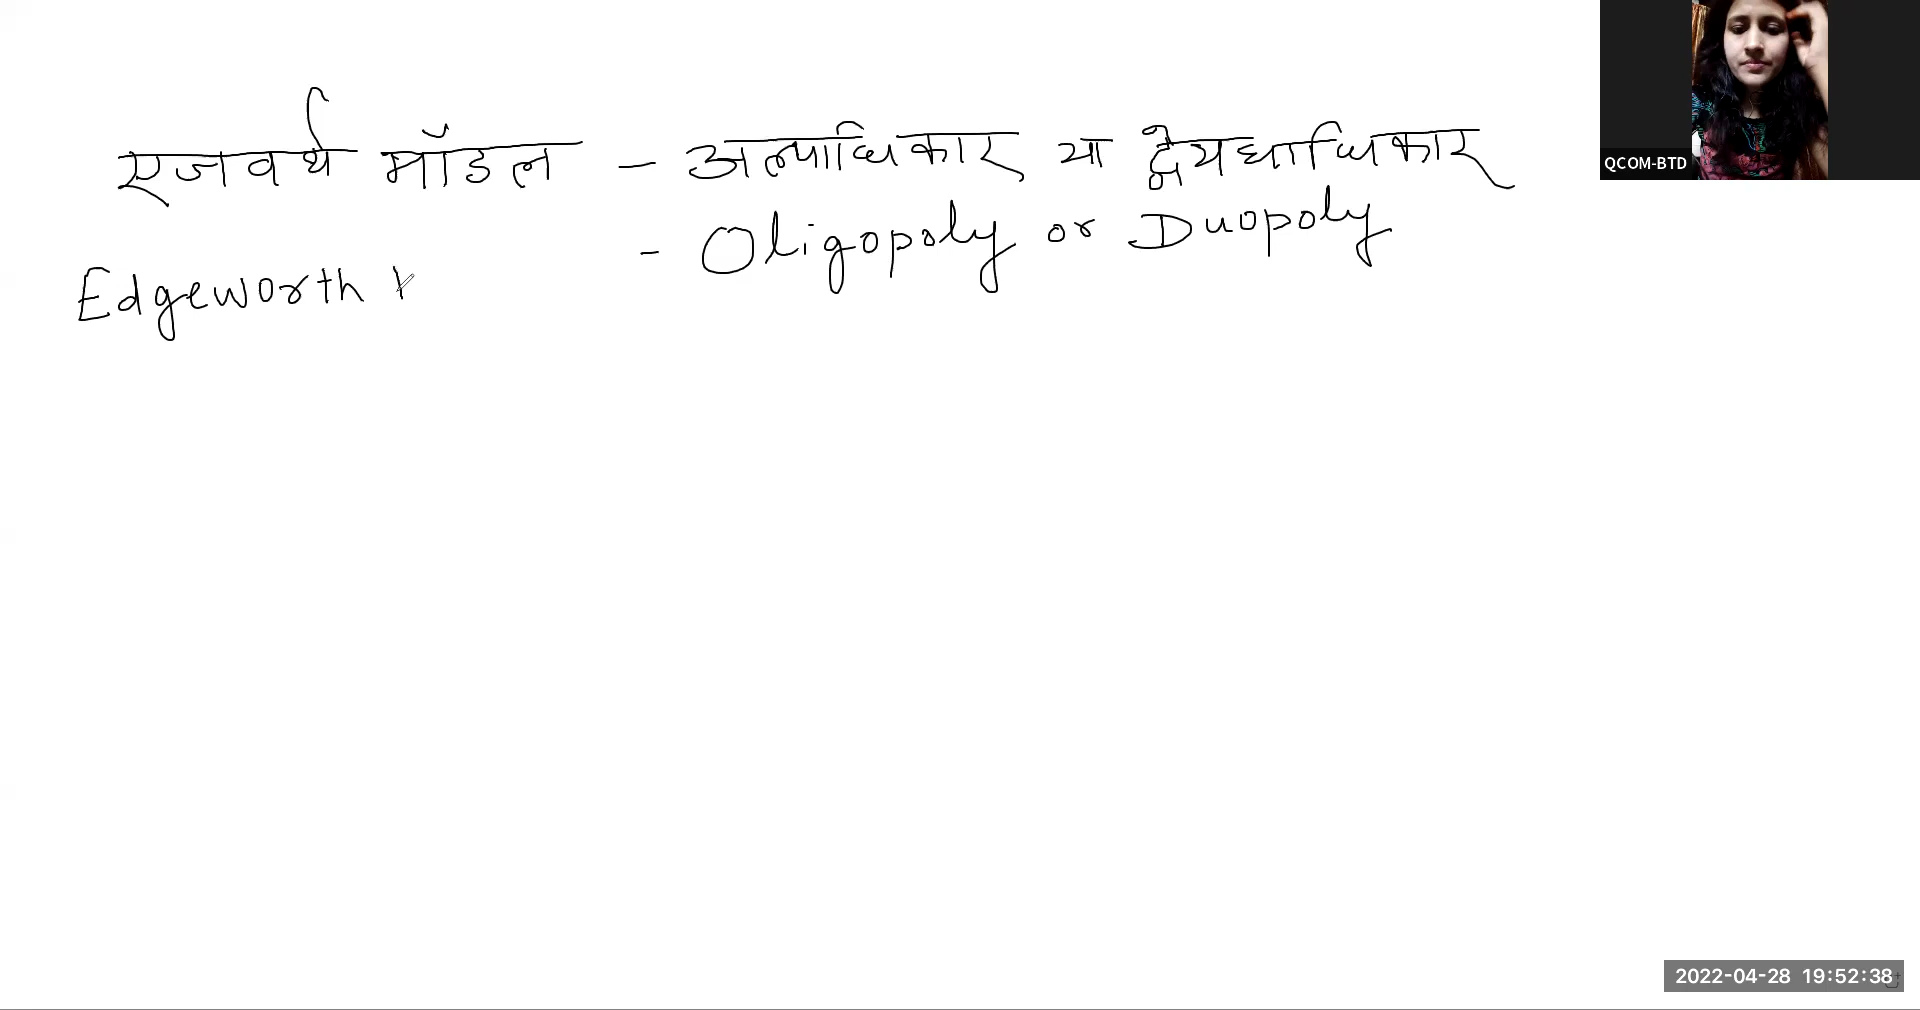 एजवर्थ मॉडल - अल्पाधिकार या द्वैयधाधिकार
- Oligopoly or Duopoly
Edgeworth
QCOM-BTD
2022-04-28 19:52:38